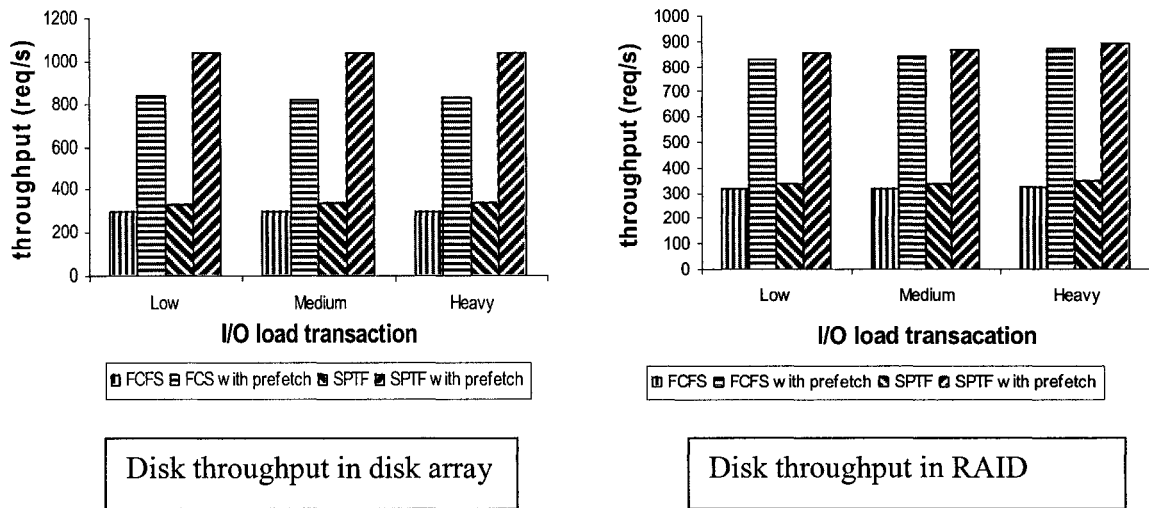 throughput (req/s)
1200
1000
800
600
400
200
0
Low Medium Heavy
I/O load transaction
FCFS FCS with prefetch SPTF SPTF with prefetch
Disk throughput in disk array
throughput (req/s)
1000
900
800
700
600
500
400
300
200
100
0
Low Medium Heavy
I/O load transacation
FCFS FCFS with prefetch SPTF SPTF with prefetch
Disk throughput in RAID